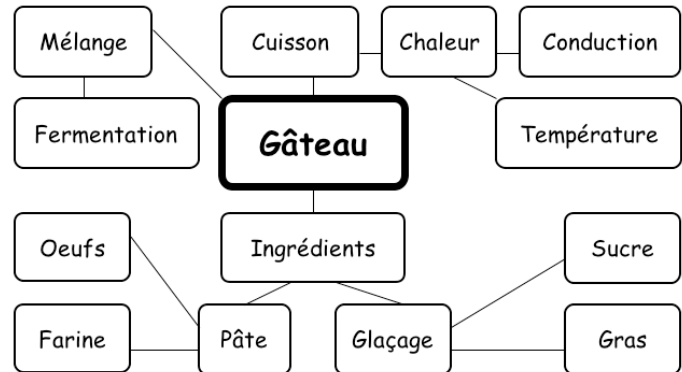 Mélange
Cuisson
Chaleur
Conduction
Fermentation
Gâteau
Température
Oeufs
Ingrédients
Sucre
Farine
Pâte
Glaçage
Gras